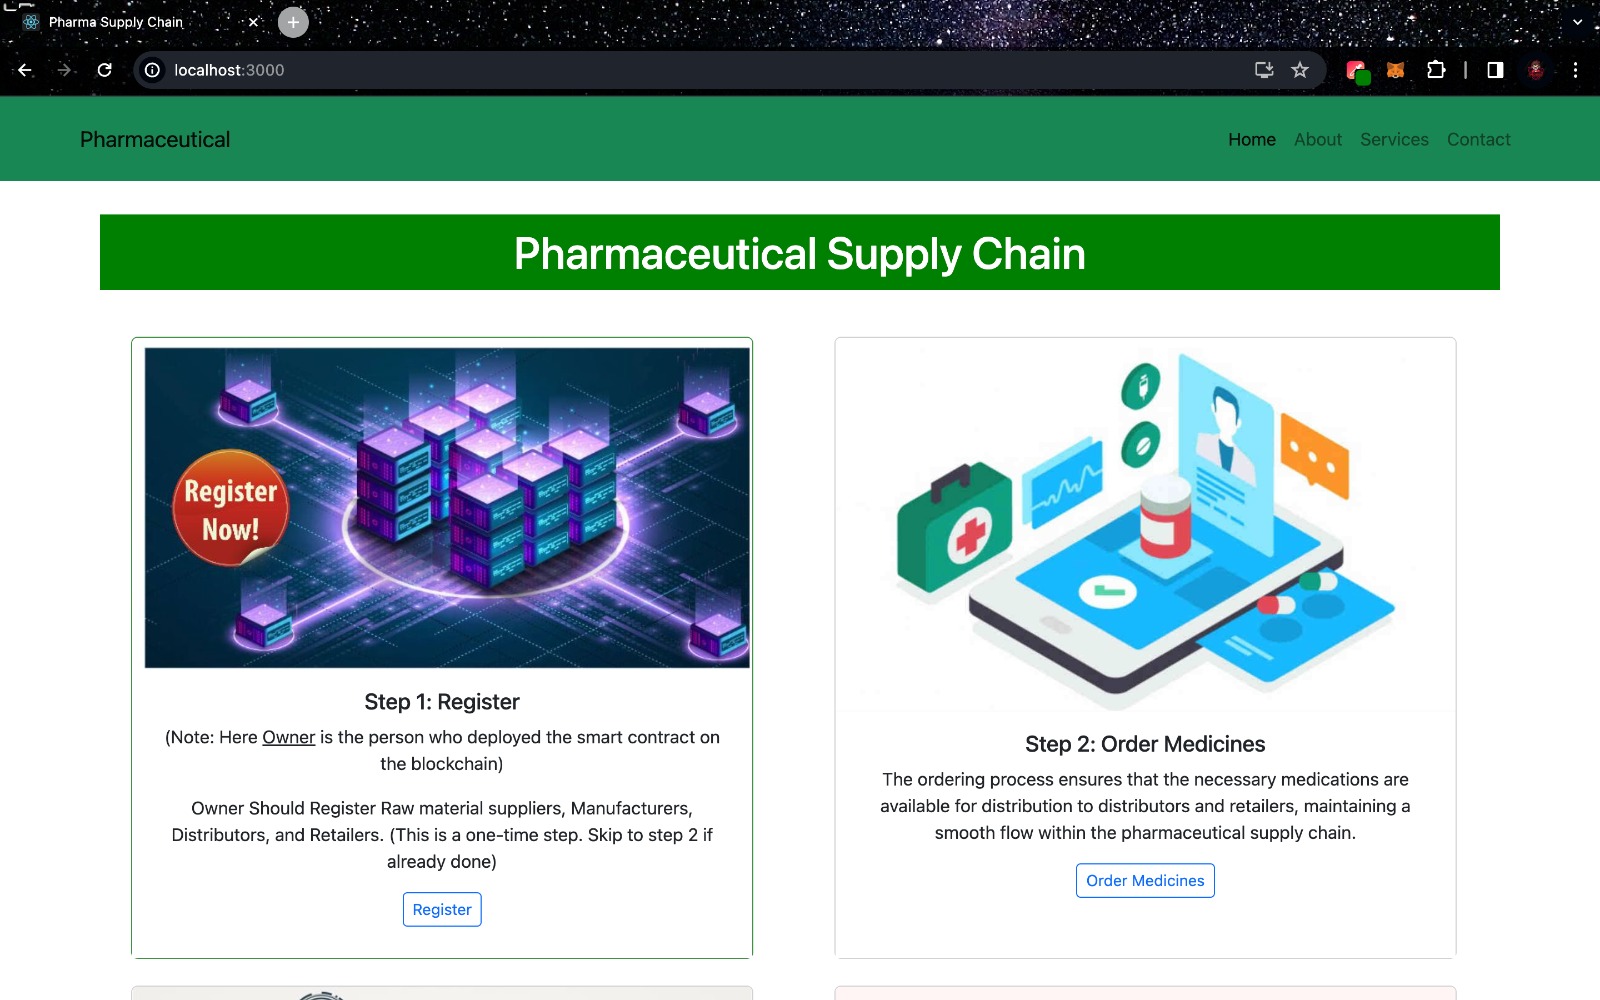 Pharma Supply Chain
localhost:3000
Pharmaceutical
Home About Services Contact
Pharmaceutical Supply Chain
Register
Now!
Step 1: Register
(Note: Here Owner is the person who deployed the smart contract on
the blockchain)
Owner Should Register Raw material suppliers, Manufacturers,
Distributors, and Retailers. (This is a one-time step. Skip to step 2 if
already done)
Register
Step 2: Order Medicines
The ordering process ensures that the necessary medications are
available for distribution to distributors and retailers, maintaining a
smooth flow within the pharmaceutical supply chain.
Order Medicines